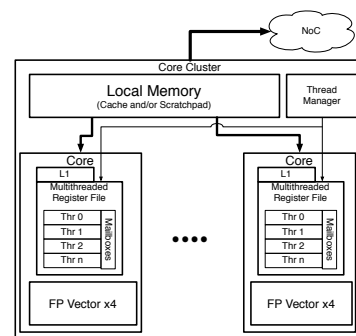 NoC
Core Cluster
Local Memory
(Cache and/or Scratchpad)
Thread
Manager
Core
L1
Multithreaded
Register File
Thr 0
Thr 1
Thr 2
Thr n
Mailboxes
FP Vector x4
Core
L1
Multithreaded
Register File
Thr 0
Thr 1
Thr 2
Thr n
Mailboxes
FP Vector x4